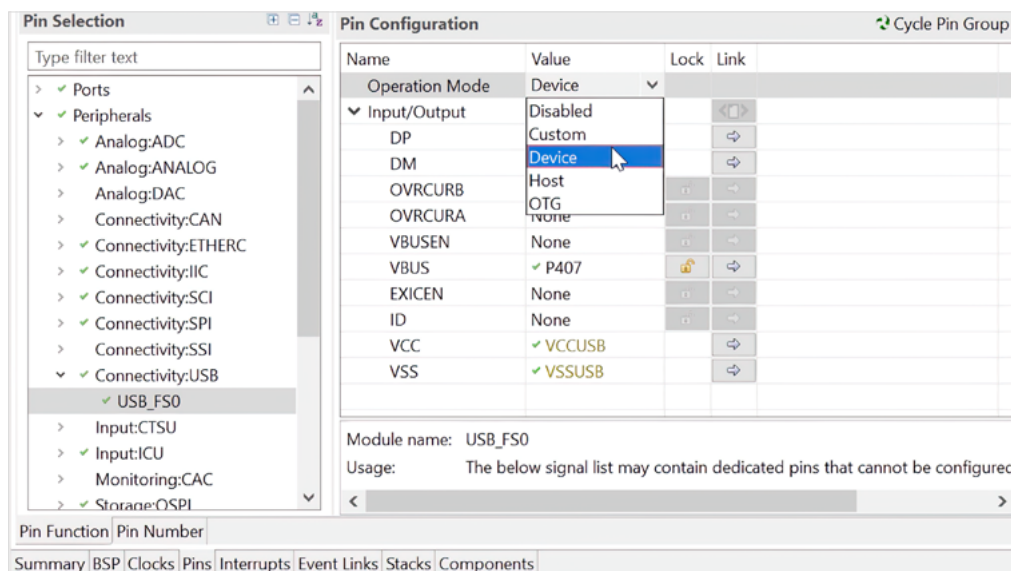 Pin Selection
Type filter text
Ports
Peripherals
Analog:ADC
Analog:ANALOG
Analog:DAC
Connectivity:CAN
Connectivity:ETHERC
Connectivity:IIC
Connectivity:SCI
Connectivity:SPI
Connectivity:SSI
Connectivity:USB
USB_FS0
Input:CTSU
Input:ICU
Monitoring:CAC
Storage:OSPI
Pin Configuration
Cycle Pin Group
Name Value Lock Link
Operation Mode Device
Disabled
Custom
Device
Host
OTG
Input/Output
DP
DM
OVRCURB
OVRCURA None
VBUSEN None
VBUS P407
EXICEN None
ID None
VCC VCCUSB
VSS VSSUSB
Module name: USB_FS0
Usage: The below signal list may contain dedicated pins that cannot be configured
Pin Function Pin Number
Summary BSP Clocks Pins Interrupts Event Links Stacks Components